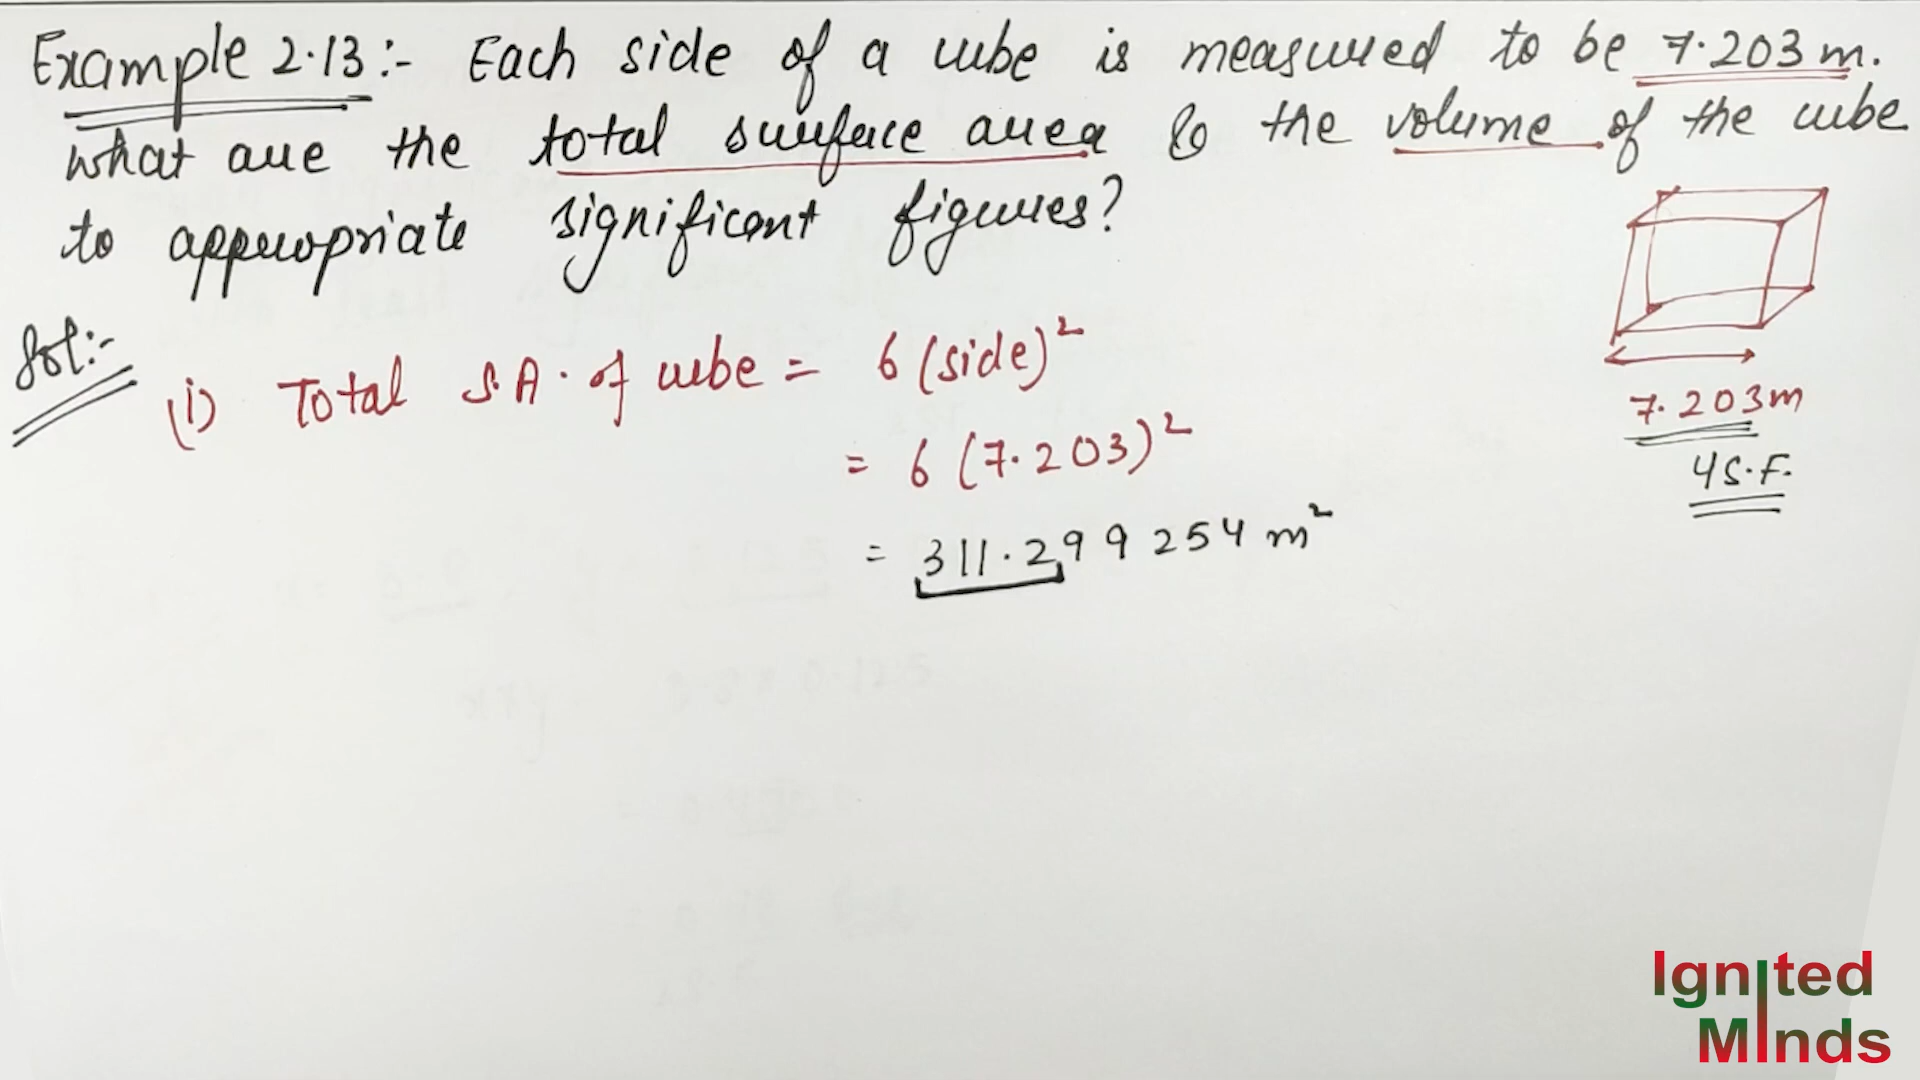 Example 2.13:- Each side of a cube is measured to be 7.203 m.
What are the total surface area & the volume of the cube
to appropriate significant figures?
Sol:-
(i) Total S.A. of cube = 6 (side)²
= 6 (7.203)²
= 311.299254 m²
7.203m
4 S.F.
Ignited
Minds